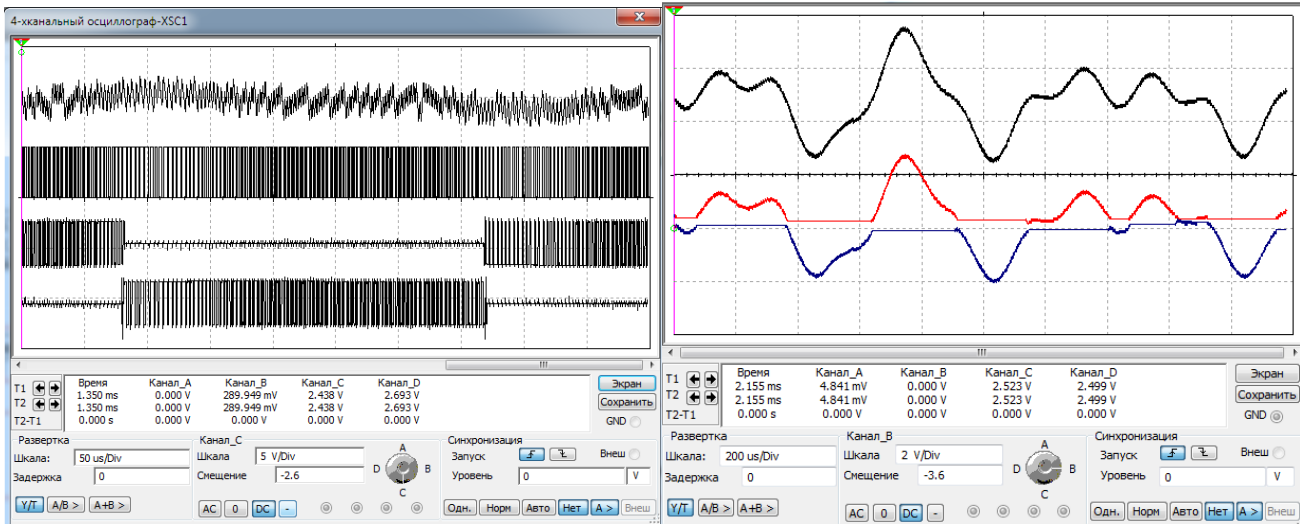 4-хканальный осциллограф-XSC1
Время Канал_A Канал_B Канал_C Канал_D
T1 1.350 ms 0.000 V 289.949 mV 2.438 V 2.693 V
T2 1.350 ms 0.000 V 289.949 mV 2.438 V 2.693 V
T2-T1 0.000 s 0.000 V 0.000 V 0.000 V 0.000 V
Экран
Сохранить
GND
Развертка
Шкала: 50 us/Div
Задержка 0
Y/T A/B > A+B >
Канал_C
Шкала 5 V/Div
Смещение -2.6
AC 0 DC -
A
D B
C
Синхронизация
Запуск Внеш
Уровень 0 V
Одн. Норм Авто Нет A > Внеш
Время Канал_A Канал_B Канал_C Канал_D
T1 2.155 ms 4.841 mV 0.000 V 2.523 V 2.499 V
T2 2.155 ms 4.841 mV 0.000 V 2.523 V 2.499 V
T2-T1 0.000 s 0.000 V 0.000 V 0.000 V 0.000 V
Экран
Сохранить
GND
Развертка
Шкала: 200 us/Div
Задержка 0
Y/T A/B > A+B >
Канал_B
Шкала 2 V/Div
Смещение -3.6
AC 0 DC -
A
D B
C
Синхронизация
Запуск Внеш
Уровень 0 V
Одн. Норм Авто Нет A > Внеш